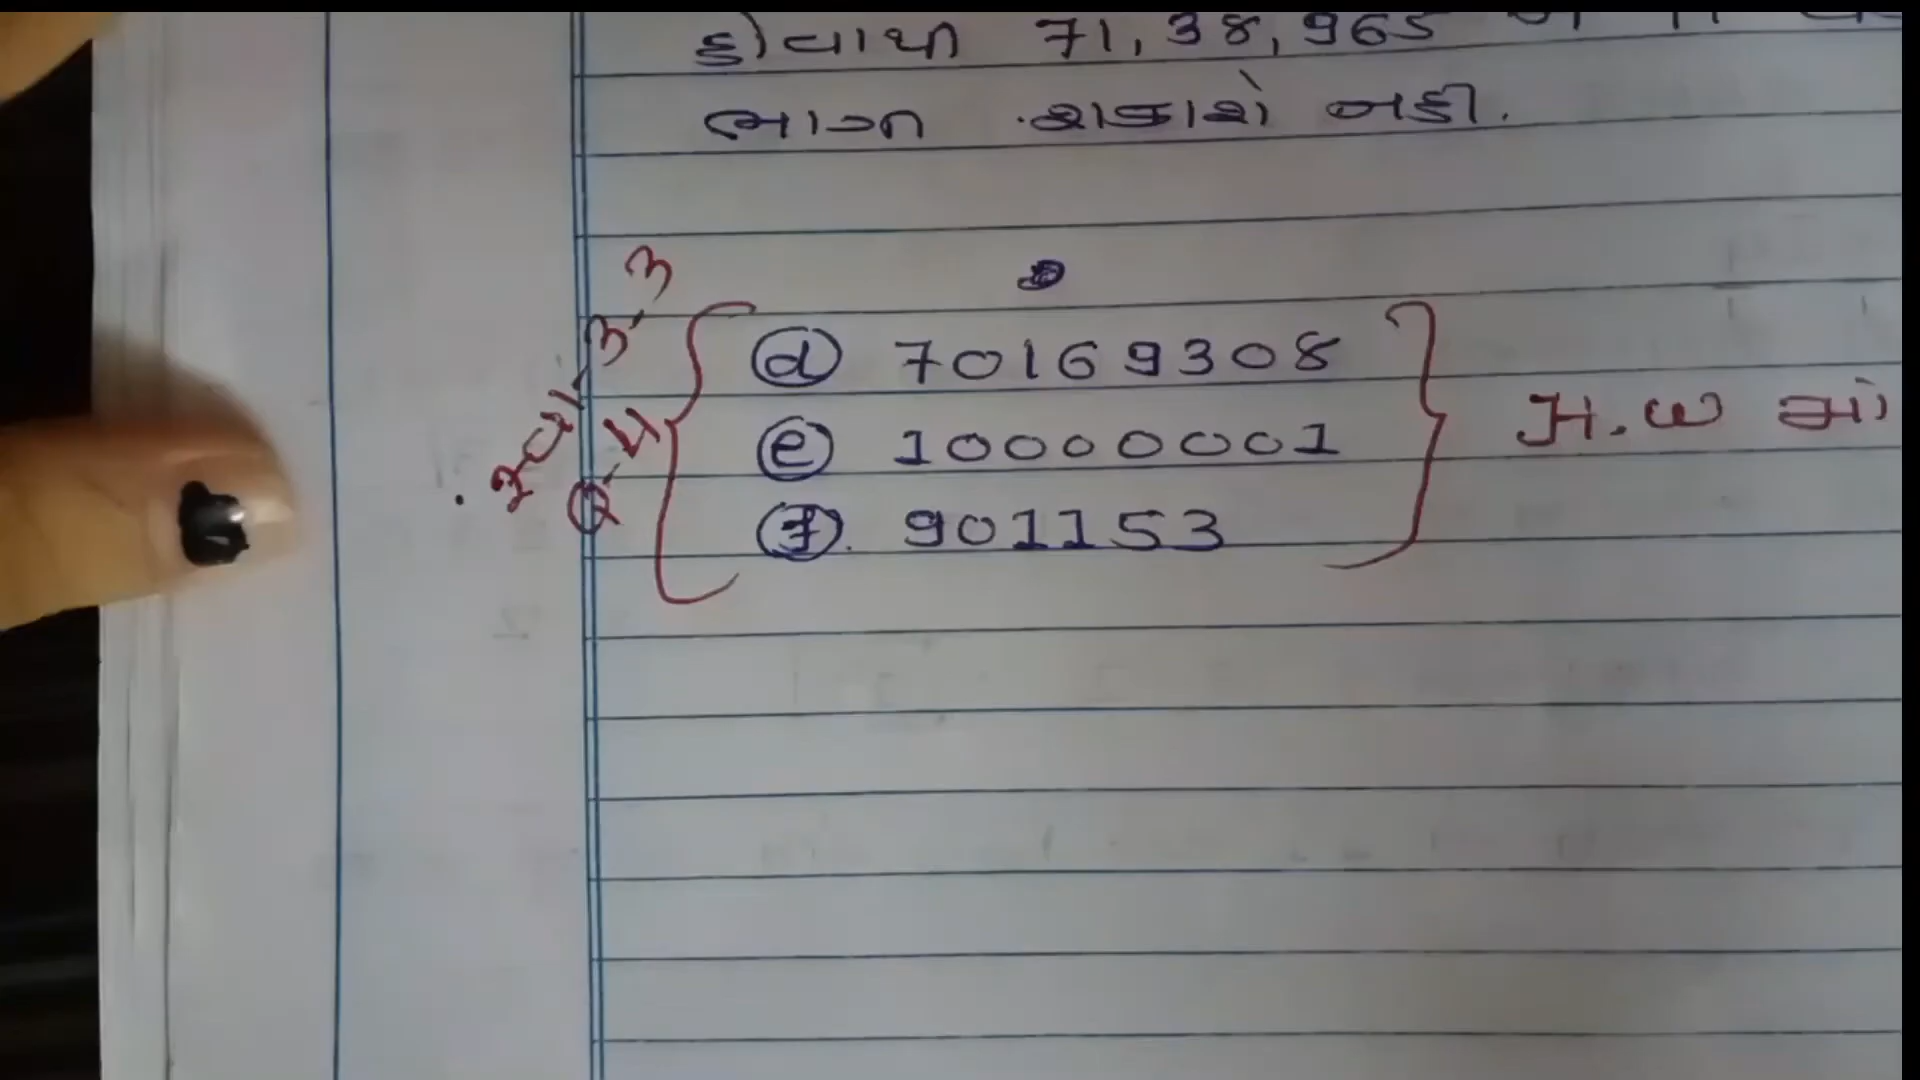 હોવાથી 71,38,965
ભાગ શકાશે નહી.
સ્વા. 3.3
Q.4
ⓓ 70169308
ⓔ 10000001
ⓕ. 901153